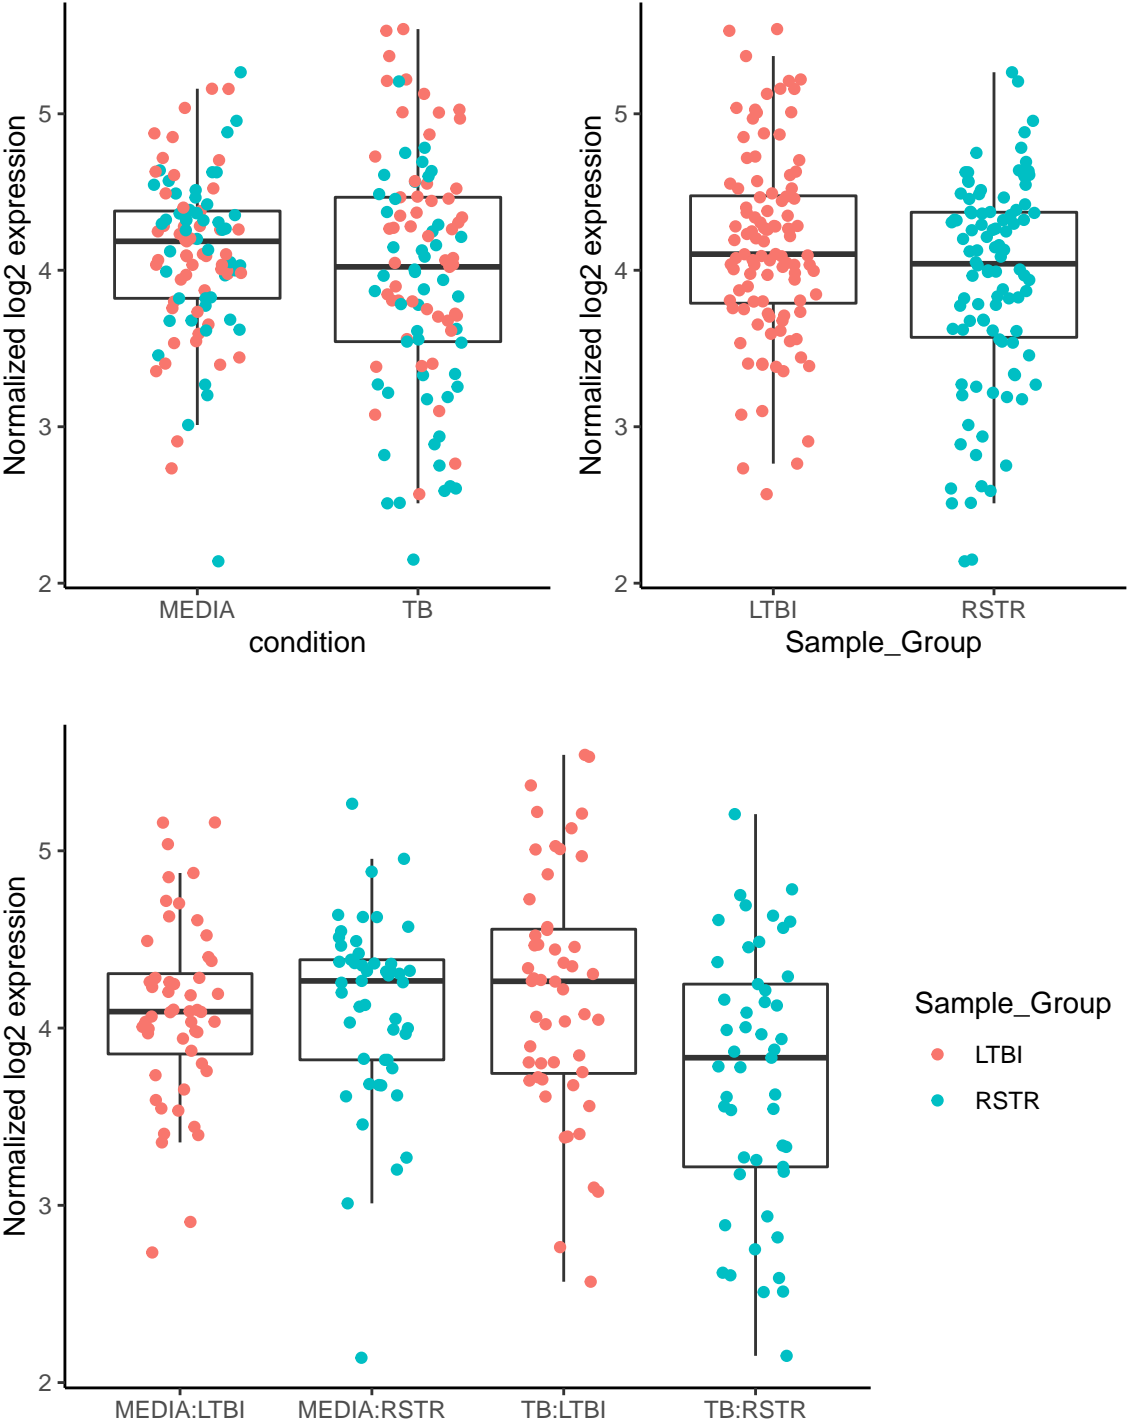 Normalized log2 expression
5
4
3
2
MEDIA
TB
condition
Normalized log2 expression
5
4
3
2
LTBI
RSTR
Sample_Group
Normalized log2 expression
5
4
3
2
MEDIA:LTBI
MEDIA:RSTR
TB:LTBI
TB:RSTR
Sample_Group
LTBI
RSTR